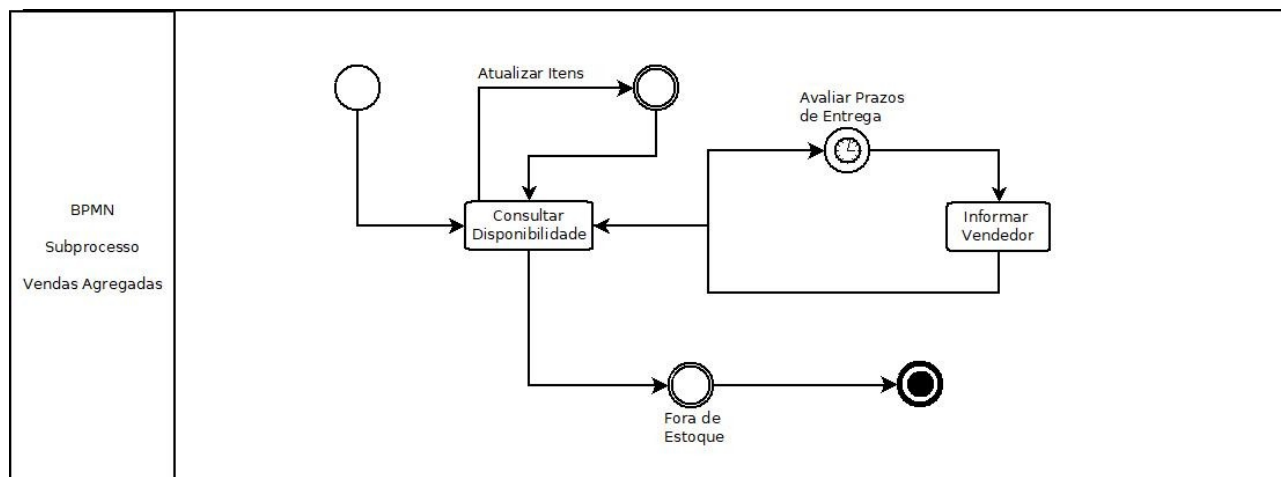 BPMN
Subprocesso
Vendas Agregadas
Atualizar Itens
Avaliar Prazos
de Entrega
Consultar
Disponibilidade
Informar
Vendedor
Fora de
Estoque